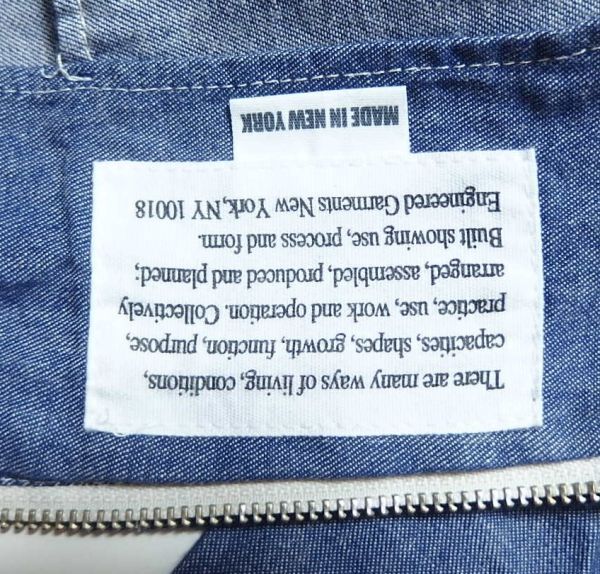 There are many ways of living, conditions,
capacities, shapes, growth, function, purpose,
practice, use, work and operation. Collectively
arranged, assembled, produced and planned;
Built showing use, process and form.
Engineered Garments New York, NY 10018
MADE IN NEW YORK